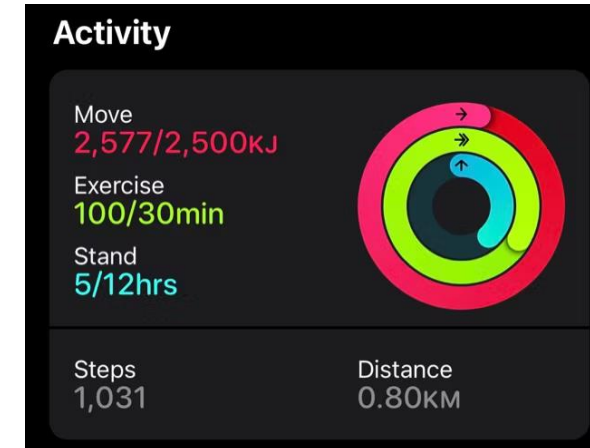 Activity
Move
2,577/2,500KJ
Exercise
100/30min
Stand
5/12hrs
Steps
1,031
Distance
0.80KM